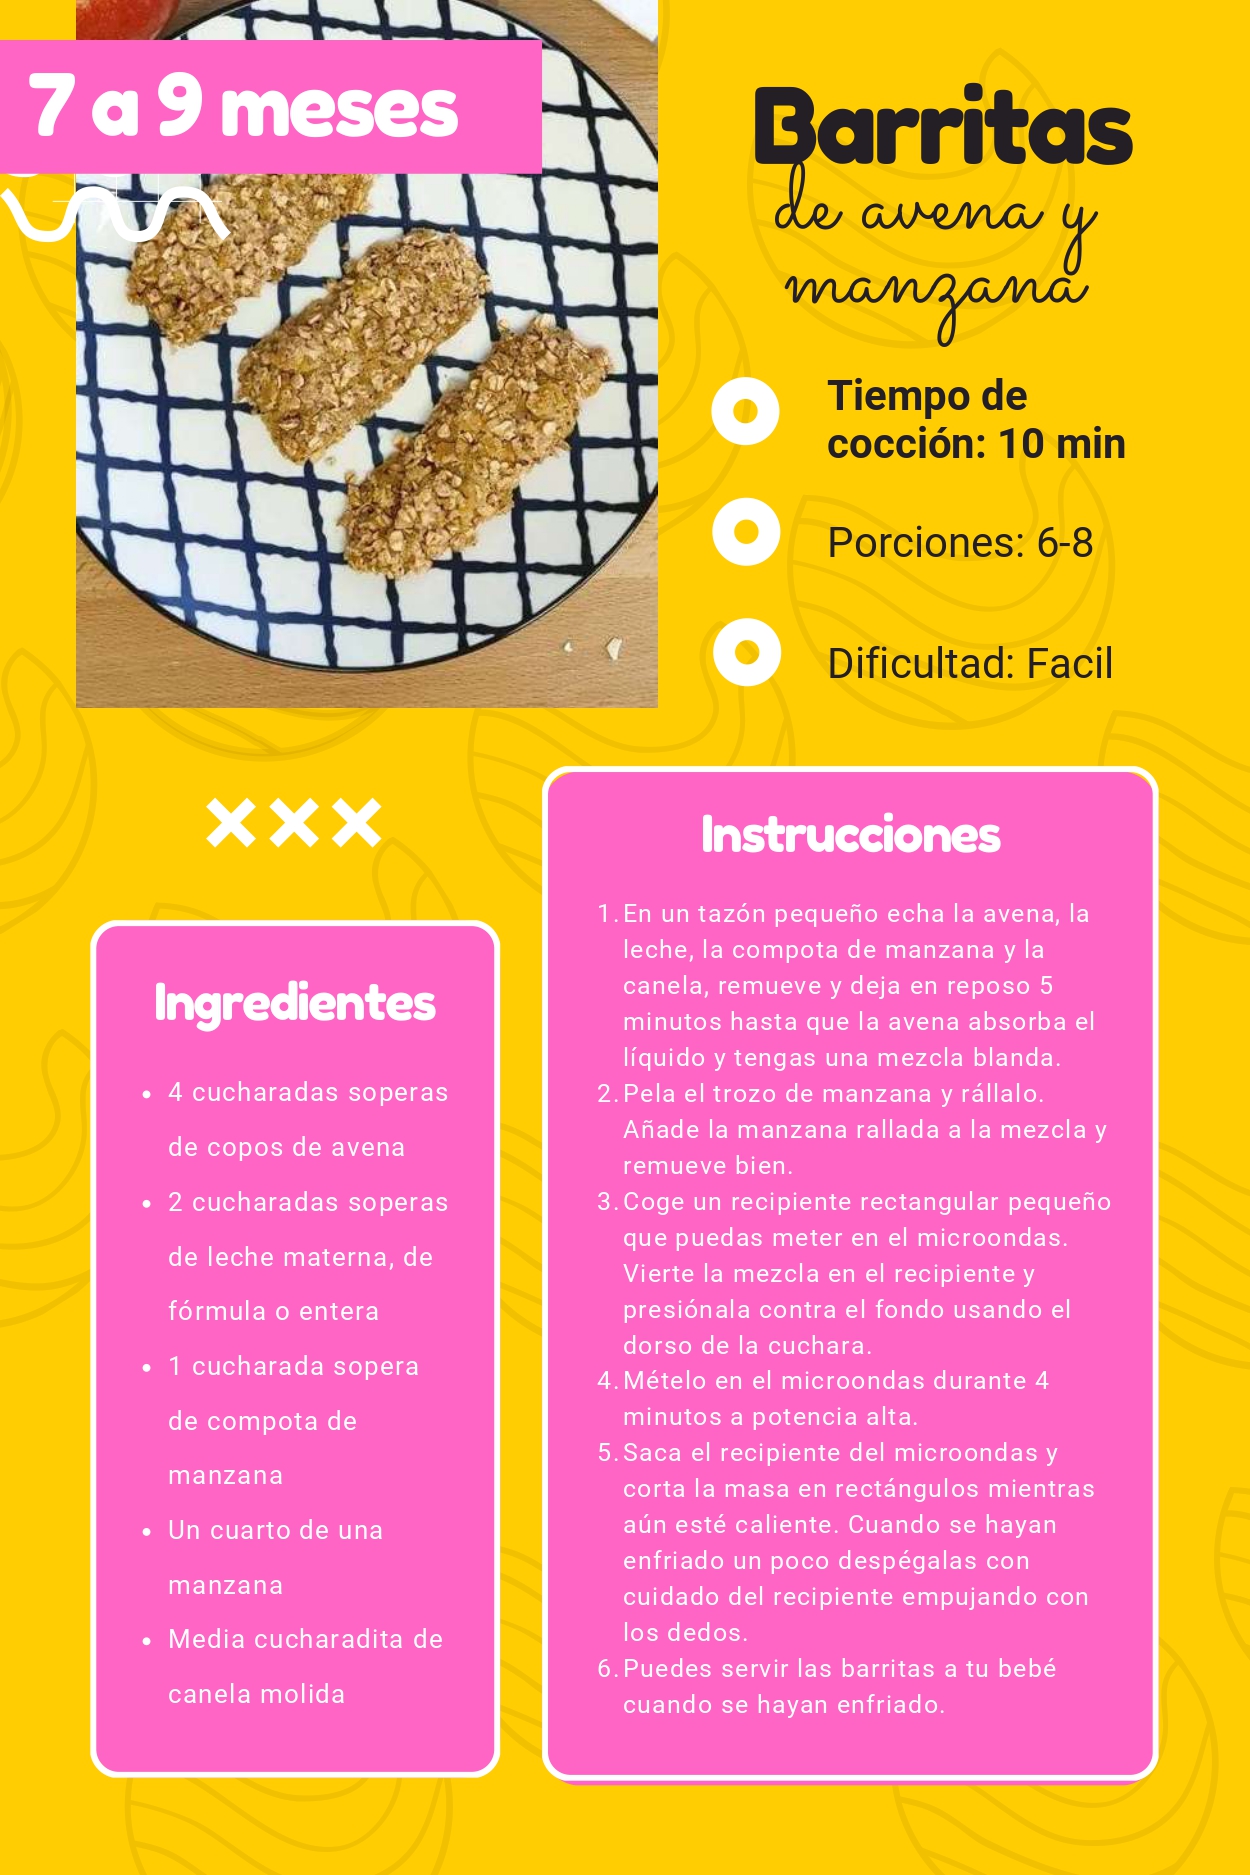 7 a 9 meses
Barritas
de avena y
manzana
Tiempo de
cocción: 10 min
Porciones: 6-8
Dificultad: Facil
Ingredientes
• 4 cucharadas soperas
de copos de avena
• 2 cucharadas soperas
de leche materna, de
fórmula o entera
• 1 cucharada sopera
de compota de
manzana
• Un cuarto de una
manzana
• Media cucharadita de
canela molida
Instrucciones
1. En un tazón pequeño echa la avena, la
leche, la compota de manzana y la
canela, remueve y deja en reposo 5
minutos hasta que la avena absorba el
líquido y tengas una mezcla blanda.
2. Pela el trozo de manzana y rállalo.
Añade la manzana rallada a la mezcla y
remueve bien.
3. Coge un recipiente rectangular pequeño
que puedas meter en el microondas.
Vierte la mezcla en el recipiente y
presiónala contra el fondo usando el
dorso de la cuchara.
4. Mételo en el microondas durante 4
minutos a potencia alta.
5. Saca el recipiente del microondas y
corta la masa en rectángulos mientras
aún esté caliente. Cuando se hayan
enfriado un poco despégalas con
cuidado del recipiente empujando con
los dedos.
6. Puedes servir las barritas a tu bebé
cuando se hayan enfriado.